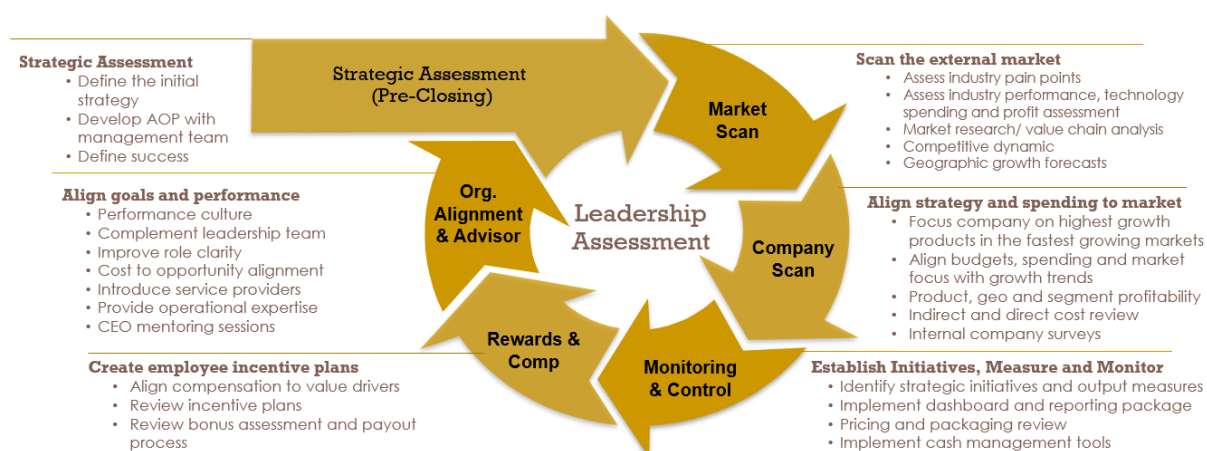 Strategic Assessment
• Define the initial
strategy
• Develop AOP with
management team
• Define success
Strategic Assessment
(Pre-Closing)
Market
Scan
Scan the external market
• Assess industry pain points
• Assess industry performance, technology
spending and profit assessment
• Market research/ value chain analysis
• Competitive dynamic
• Geographic growth forecasts
Align goals and performance
• Performance culture
• Complement leadership team
• Improve role clarity
• Cost to opportunity alignment
• Introduce service providers
• Provide operational expertise
• CEO mentoring sessions
Org.
Alignment
& Advisor
Leadership
Assessment
Company
Scan
Align strategy and spending to market
• Focus company on highest growth
products in the fastest growing markets
• Align budgets, spending and market
focus with growth trends
• Product, geo and segment profitability
• Indirect and direct cost review
• Internal company surveys
Create employee incentive plans
• Align compensation to value drivers
• Review incentive plans
• Review bonus assessment and payout
process
Rewards &
Comp
Monitoring
& Control
Establish Initiatives, Measure and Monitor
• Identify strategic initiatives and output measures
• Implement dashboard and reporting package
• Pricing and packaging review
• Implement cash management tools